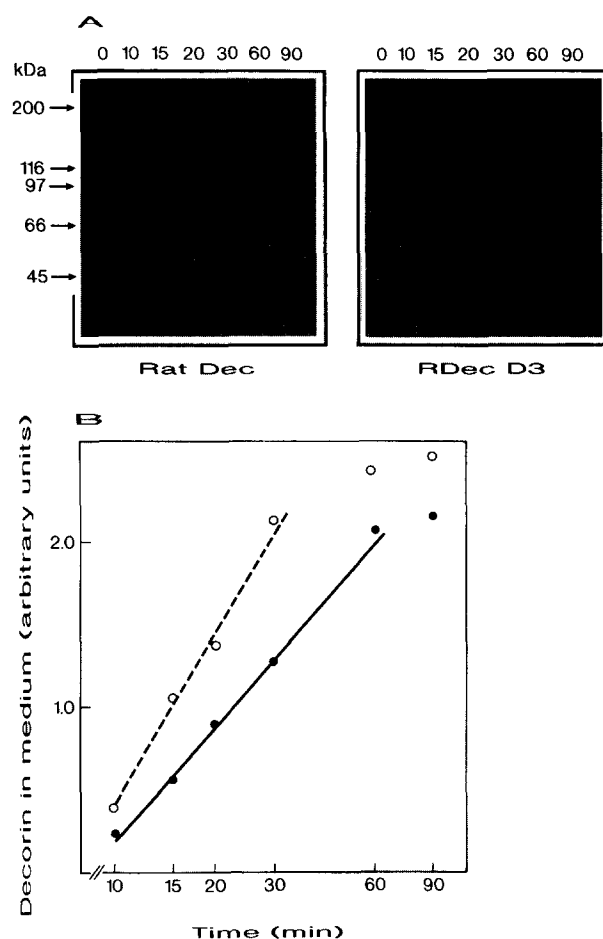 A
0 10 15 20 30 60 90
0 10 15 20 30 60 90
kDa
200
116
97
66
45
Rat Dec
RDec D3
B
Decorin in medium (arbitrary units)
2.0
1.0
10 15 20 30 60 90
Time (min)